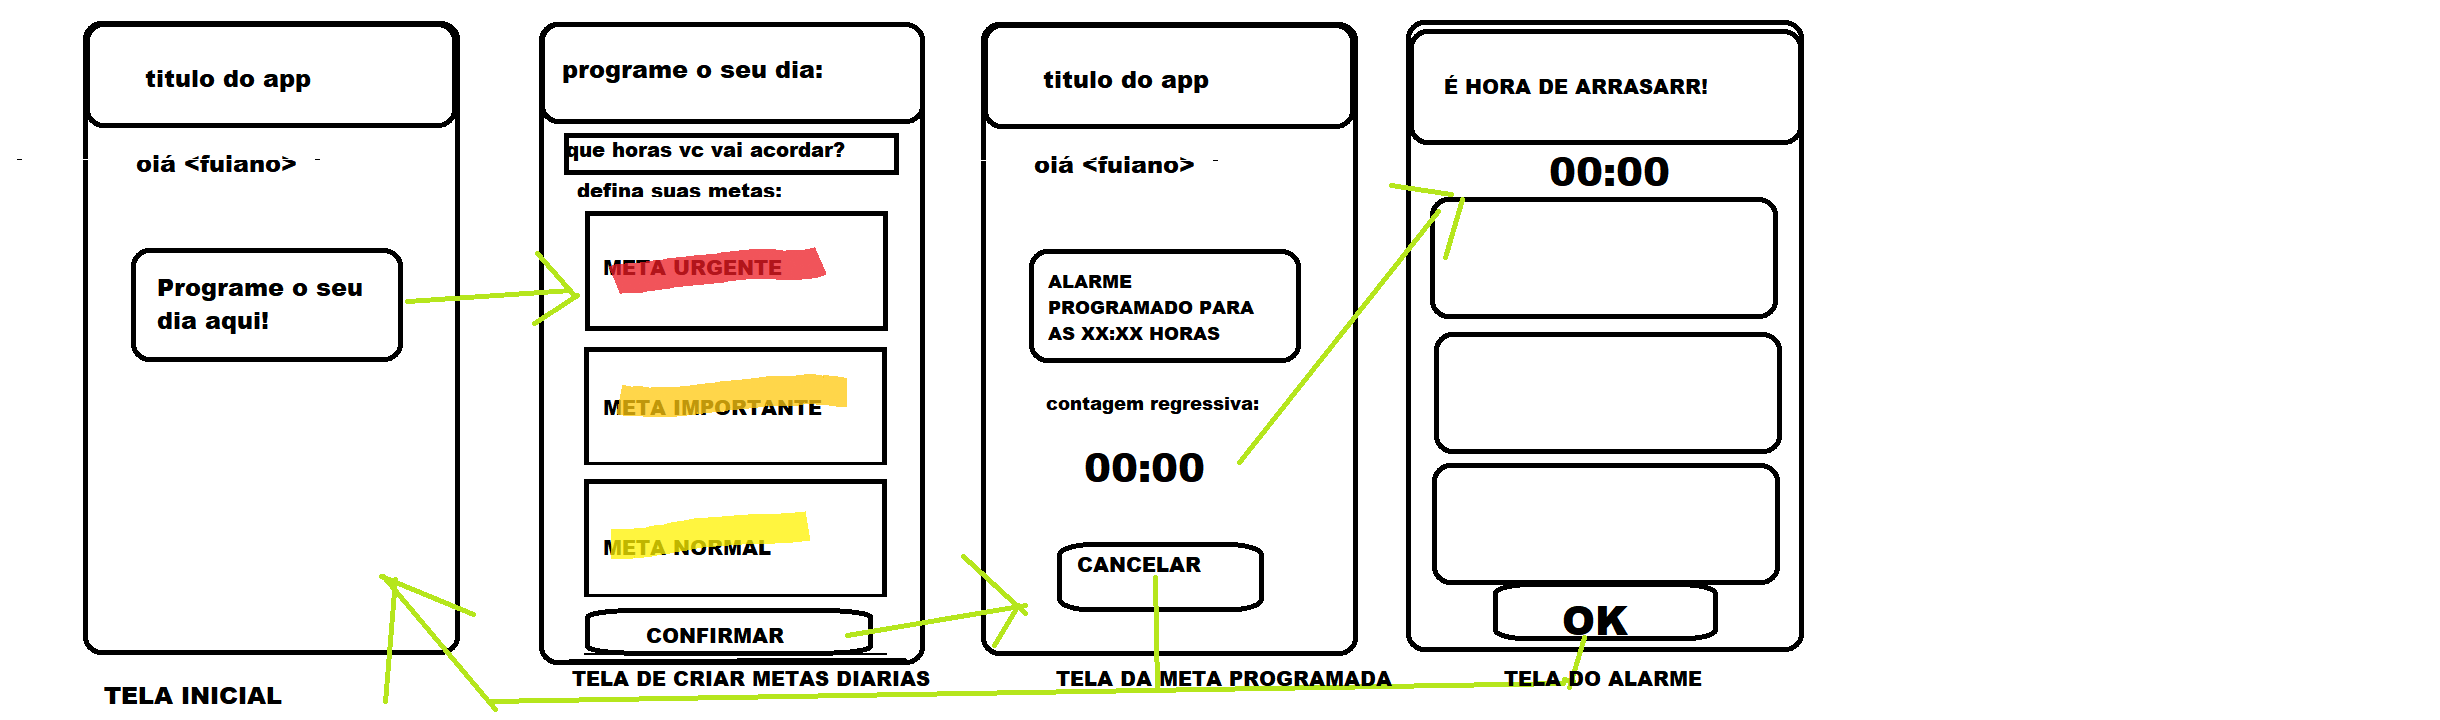 titulo do app
oiá <fuiano>
Programe o seu
dia aqui!
TELA INICIAL
programe o seu dia:
que horas vc vai acordar?
defina suas metas:
META URGENTE
META IMPORTANTE
META NORMAL
CONFIRMAR
TELA DE CRIAR METAS DIARIAS
titulo do app
oiá <fuiano>
ALARME
PROGRAMADO PARA
AS XX:XX HORAS
contagem regressiva:
00:00
CANCELAR
TELA DA META PROGRAMADA
É HORA DE ARRASARR!
00:00
OK
TELA DO ALARME